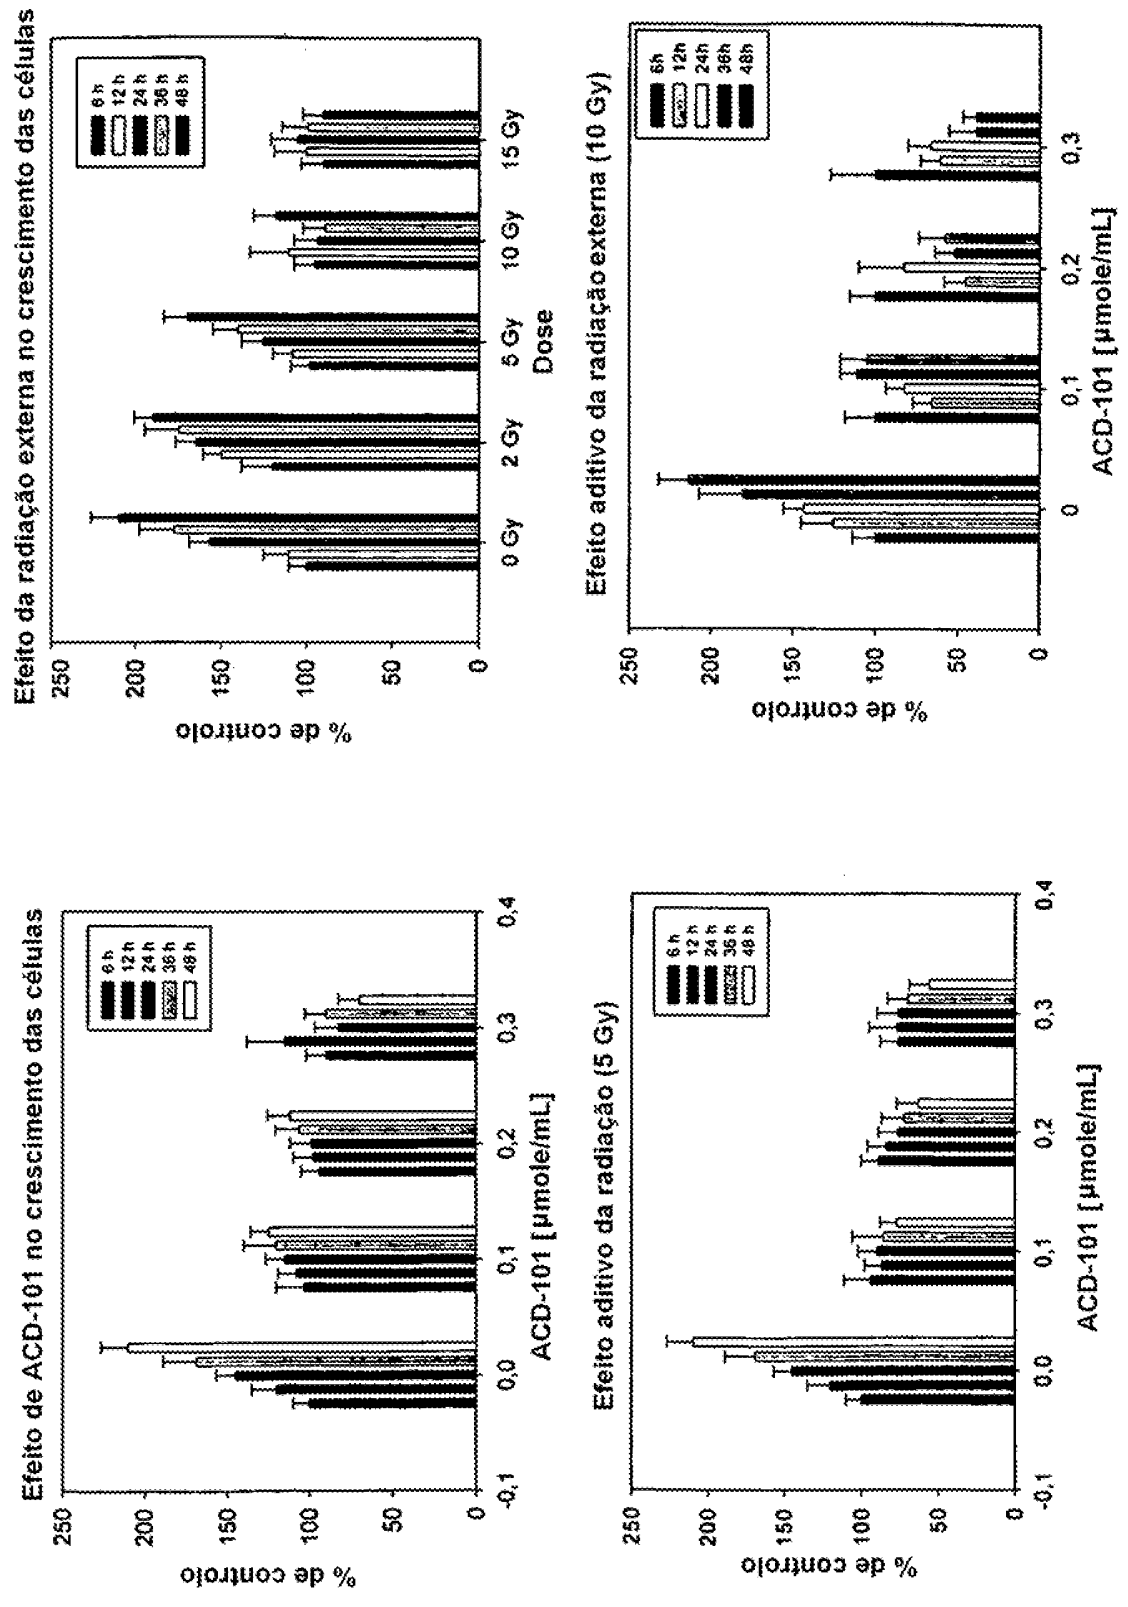 Efeito de ACD-101 no crescimento das células
% de controlo
250
200
150
100
50
0
-0,1
0,0
0,1
0,2
0,3
0,4
ACD-101 [µmole/mL]
6 h
12 h
24 h
36 h
48 h
Efeito da radiação externa no crescimento das células
% de controlo
250
200
150
100
50
0
0 Gy
2 Gy
5 Gy
10 Gy
15 Gy
Dose
6 h
12 h
24 h
36 h
48 h
Efeito aditivo da radiação (5 Gy)
% de controlo
250
200
150
100
50
0
-0,1
0,0
0,1
0,2
0,3
0,4
ACD-101 [µmole/mL]
6 h
12 h
24 h
36 h
48 h
Efeito aditivo da radiação externa (10 Gy)
% de controlo
250
200
150
100
50
0
0
0,1
0,2
0,3
ACD-101 [µmole/mL]
6h
12h
24h
36h
48h